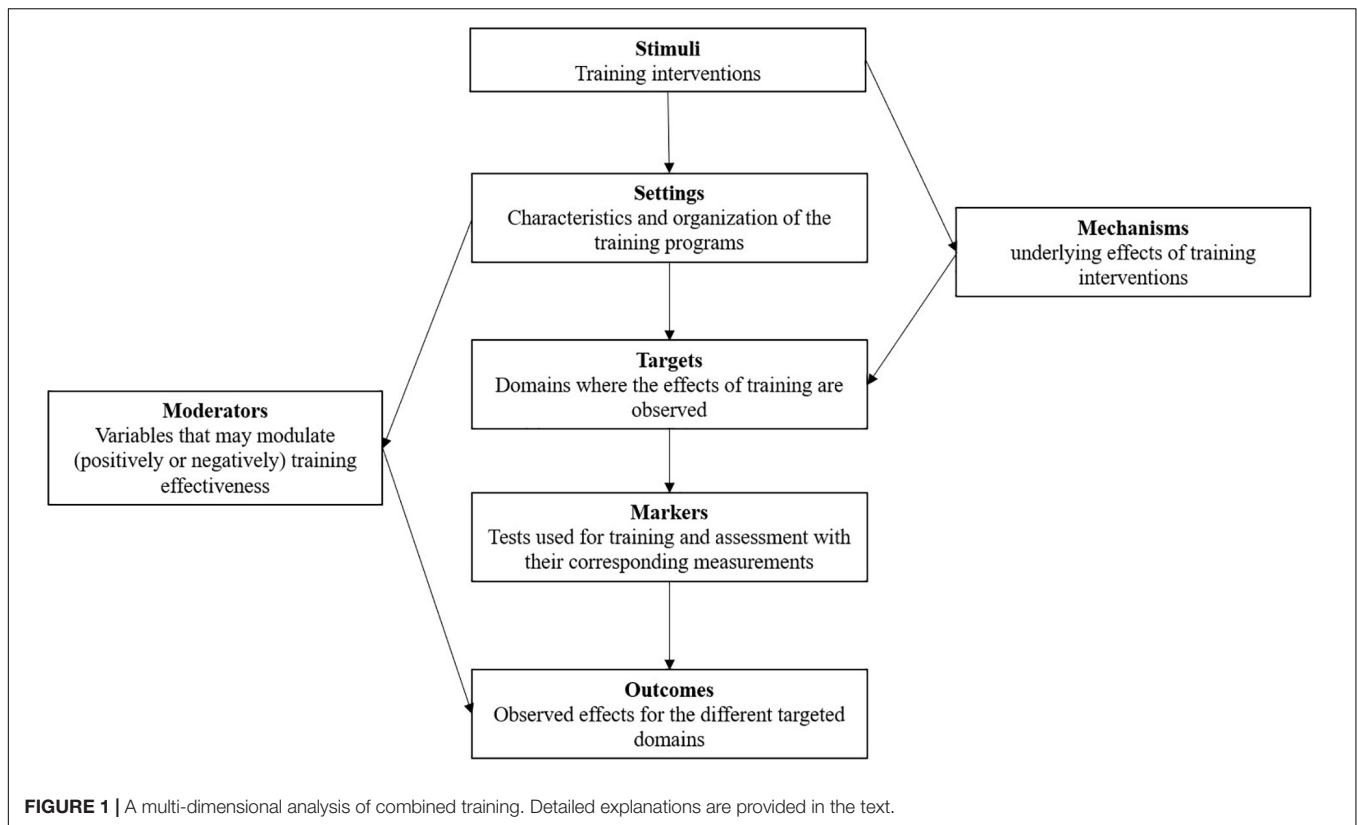 Stimuli
Training interventions
Settings
Characteristics and organization of the
training programs
Mechanisms
underlying effects of training
interventions
Targets
Domains where the effects of training are
observed
Moderators
Variables that may modulate
(positively or negatively) training
effectiveness
Markers
Tests used for training and assessment with
their corresponding measurements
Outcomes
Observed effects for the different targeted
domains
FIGURE 1 | A multi-dimensional analysis of combined training. Detailed explanations are provided in the text.